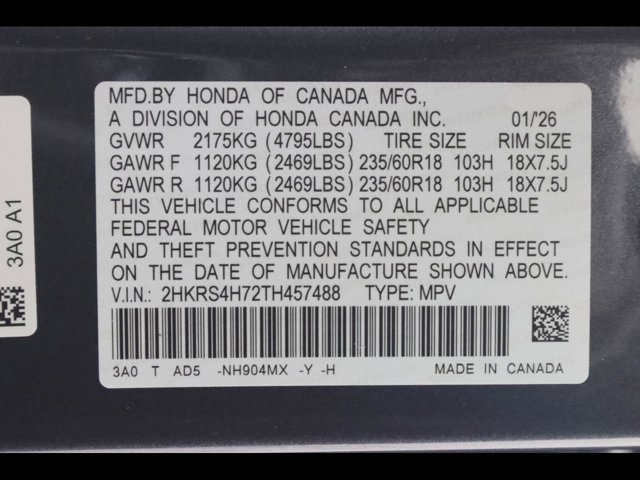 MFD.BY HONDA OF CANADA MFG.,
A DIVISION OF HONDA CANADA INC. 01/'26
GVWR 2175KG (4795LBS) TIRE SIZE RIM SIZE
GAWR F 1120KG (2469LBS) 235/60R18 103H 18X7.5J
GAWR R 1120KG (2469LBS) 235/60R18 103H 18X7.5J
THIS VEHICLE CONFORMS TO ALL APPLICABLE
FEDERAL MOTOR VEHICLE SAFETY
AND THEFT PREVENTION STANDARDS IN EFFECT
ON THE DATE OF MANUFACTURE SHOWN ABOVE.
V.I.N.: 2HKRS4H72TH457488 TYPE: MPV
3A0 T AD5 -NH904MX -Y -H MADE IN CANADA
3A0 A1